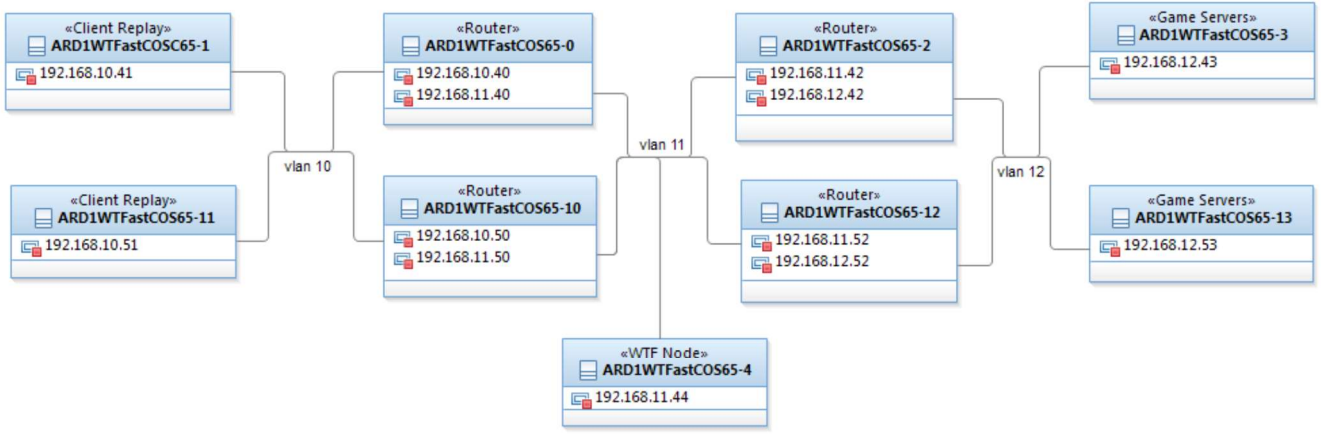 «Client Replay»
ARD1WTFastCOSC65-1
192.168.10.41
«Router»
ARD1WTFastCOS65-0
192.168.10.40
192.168.11.40
«Router»
ARD1WTFastCOS65-2
192.168.11.42
192.168.12.42
«Game Servers»
ARD1WTFastCOS65-3
192.168.12.43
vlan 10
vlan 11
vlan 12
«Client Replay»
ARD1WTFastCOS65-11
192.168.10.51
«Router»
ARD1WTFastCOS65-10
192.168.10.50
192.168.11.50
«Router»
ARD1WTFastCOS65-12
192.168.11.52
192.168.12.52
«Game Servers»
ARD1WTFastCOS65-13
192.168.12.53
«WTF Node»
ARD1WTFastCOS65-4
192.168.11.44